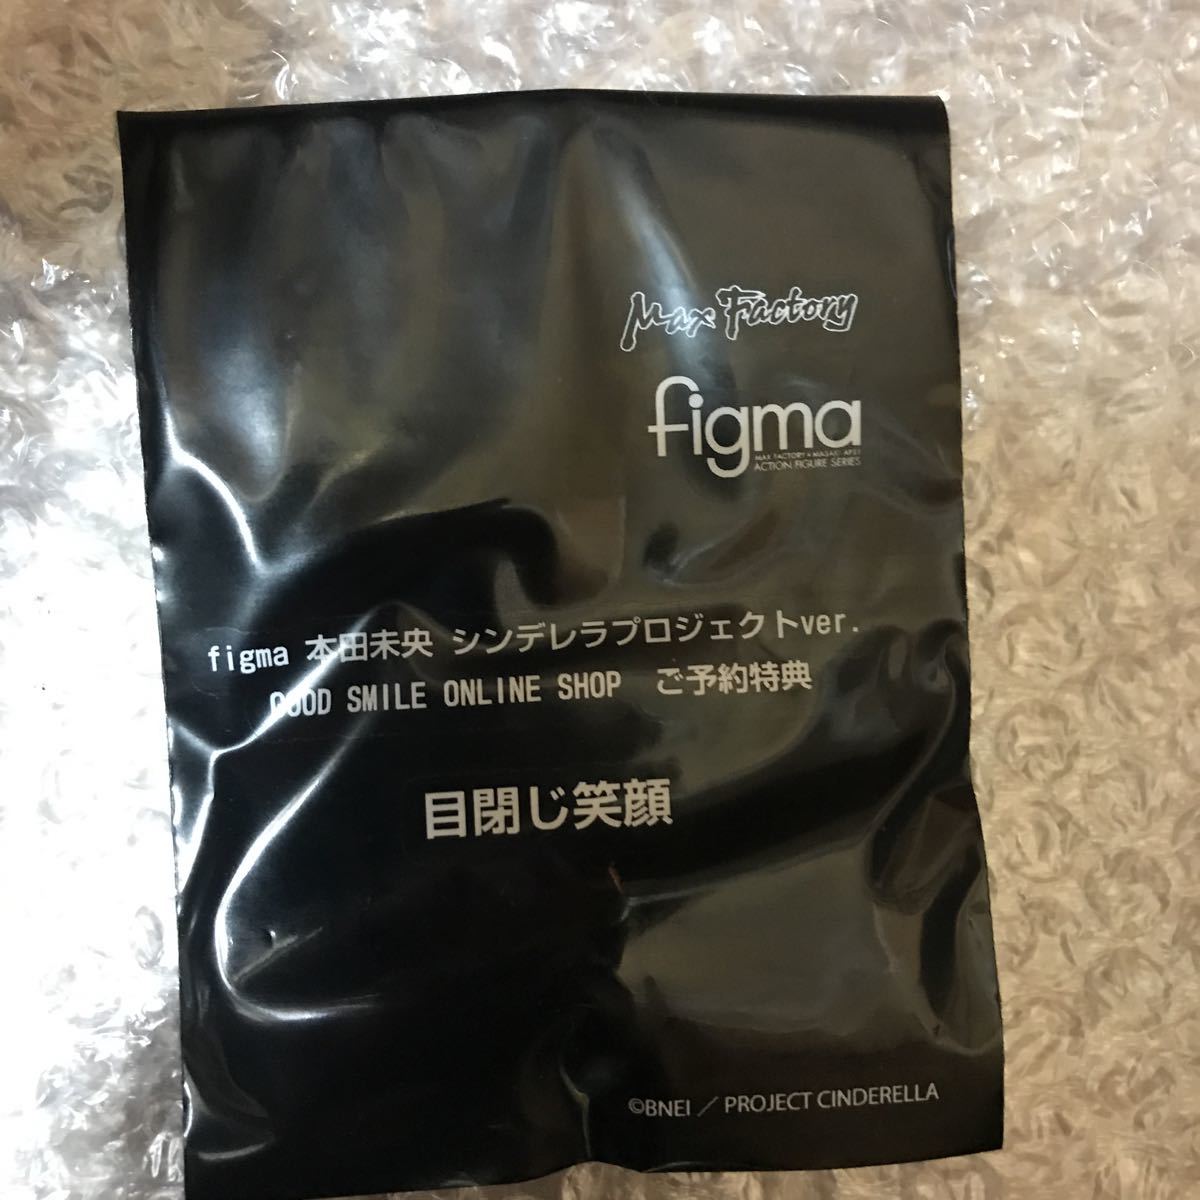 Max Factory
figma
MAX FACTORY × MASAKI APSY
ACTION FIGURE SERIES
figma 本田未央 シンデレラプロジェクトver.
GOOD SMILE ONLINE SHOP ご予約特典
目閉じ笑顔
©BNEI／PROJECT CINDERELLA